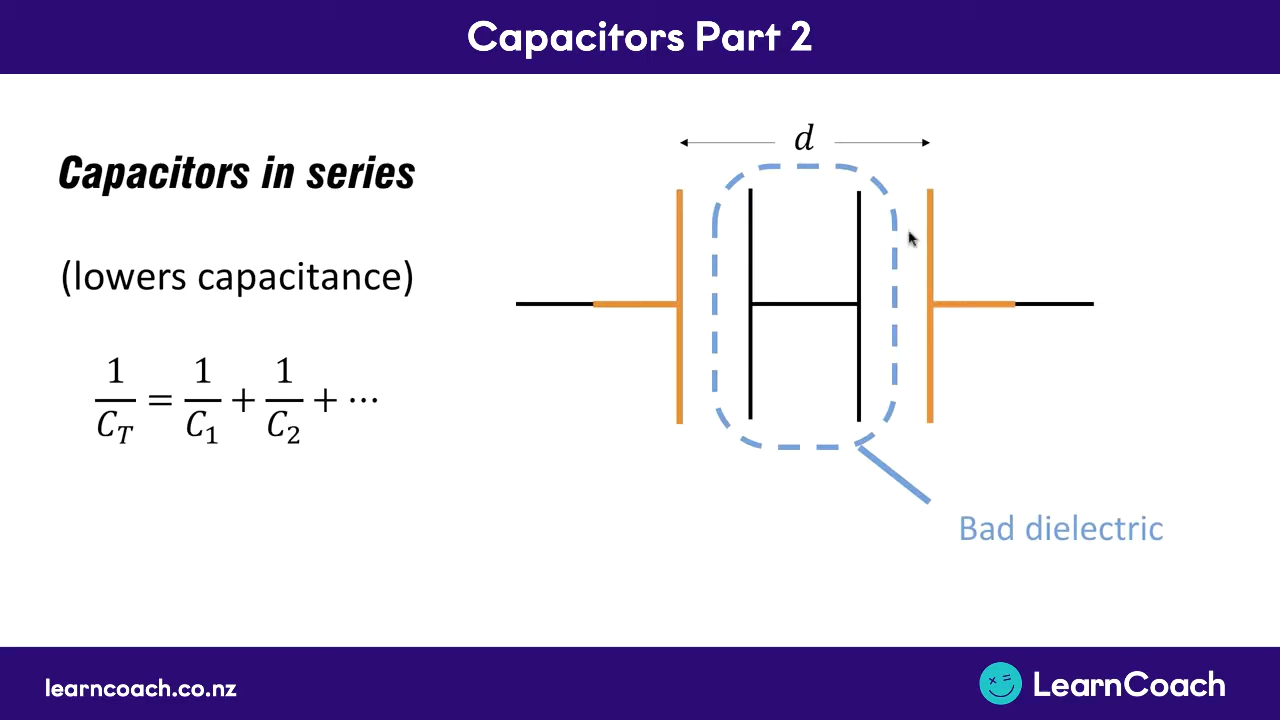 Capacitors Part 2
Capacitors in series
(lowers capacitance)
1/C_T = 1/C_1 + 1/C_2 + ⋯
d
Bad dielectric
learncoach.co.nz
LearnCoach